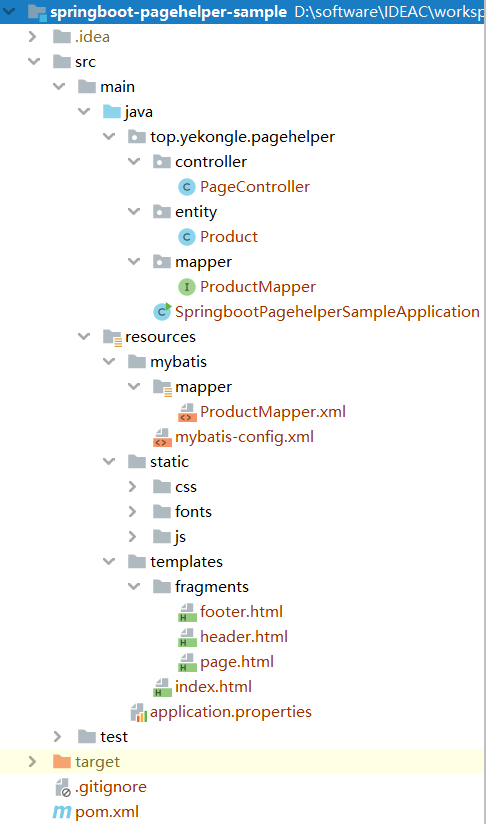 springboot-pagehelper-sample D:\software\IDEAC\worksp
.idea
src
main
java
top.yekongle.pagehelper
controller
C PageController
entity
C Product
mapper
I ProductMapper
C SpringbootPagehelperSampleApplication
resources
mybatis
mapper
<> ProductMapper.xml
<> mybatis-config.xml
static
css
fonts
js
templates
fragments
H footer.html
H header.html
H page.html
H index.html
application.properties
test
target
.gitignore
m pom.xml